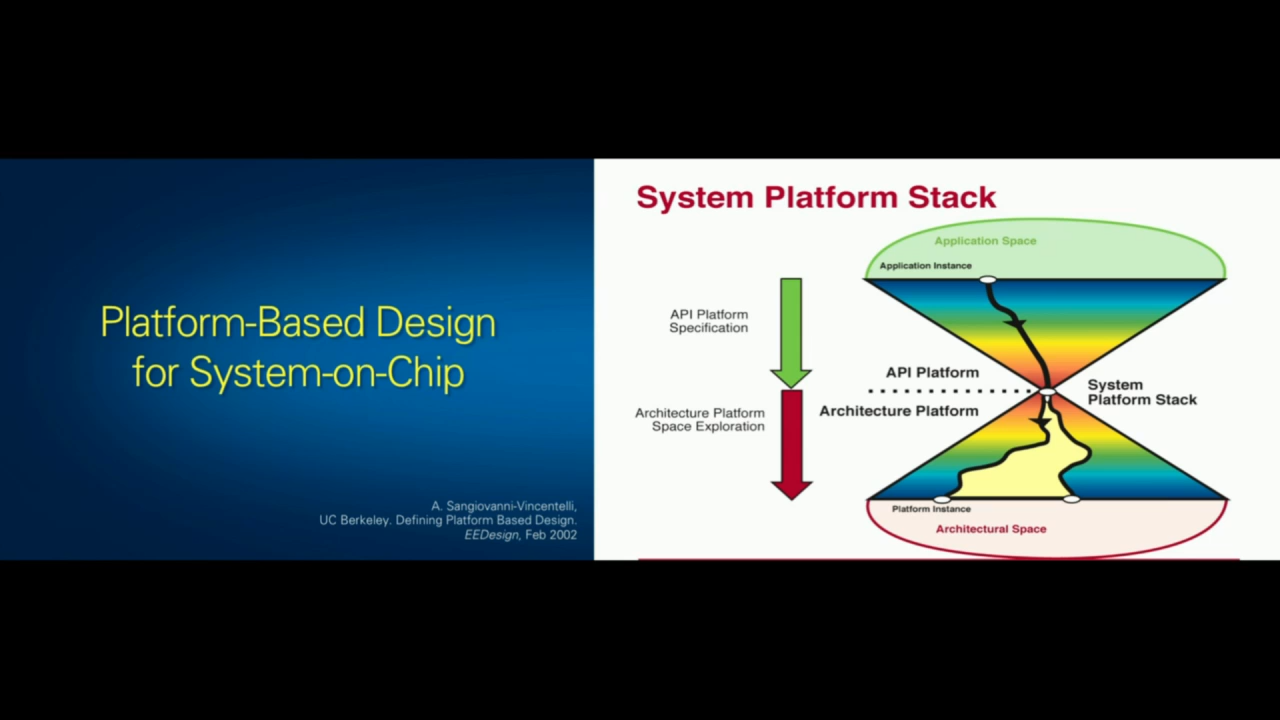 Platform-Based Design
for System-on-Chip
A. Sangiovanni-Vincentelli,
UC Berkeley. Defining Platform Based Design.
EEDesign, Feb 2002
System Platform Stack
Application Space
Application Instance
API Platform
Specification
API Platform
System
Platform Stack
Architecture Platform
Architecture Platform
Space Exploration
Platform Instance
Architectural Space